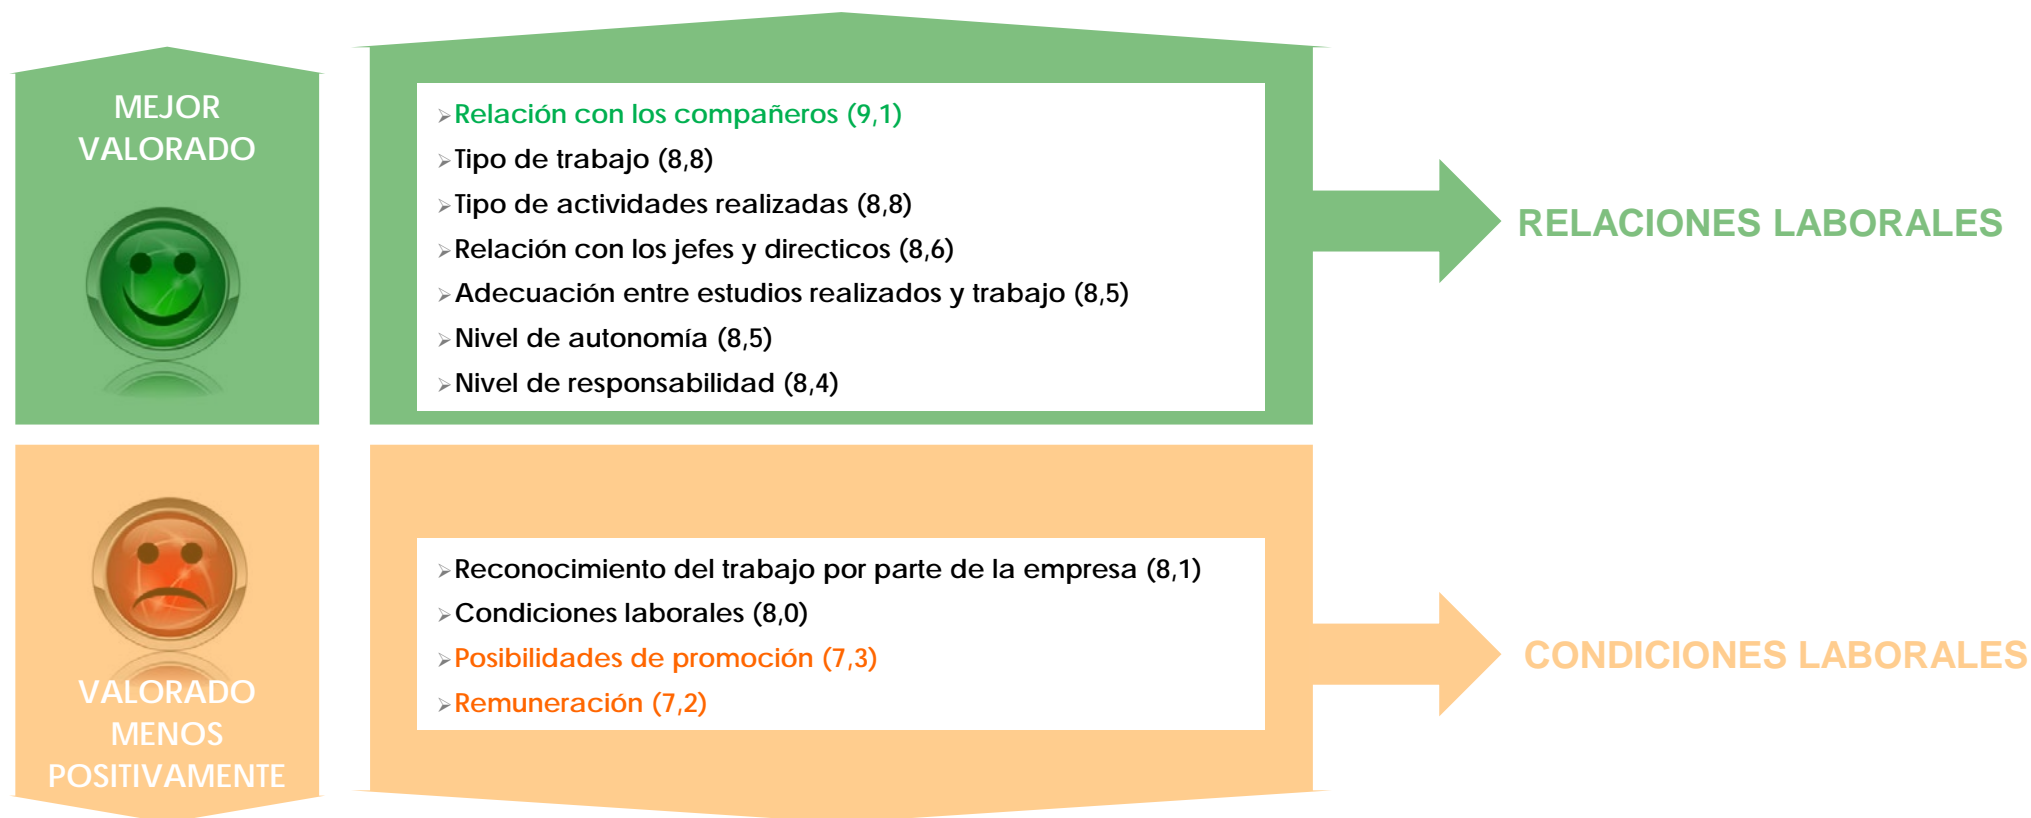 MEJOR
VALORADO
➢Relación con los compañeros (9,1)
➢Tipo de trabajo (8,8)
➢Tipo de actividades realizadas (8,8)
➢Relación con los jefes y directicos (8,6)
➢Adecuación entre estudios realizados y trabajo (8,5)
➢Nivel de autonomía (8,5)
➢Nivel de responsabilidad (8,4)
RELACIONES LABORALES
VALORADO
MENOS
POSITIVAMENTE
➢Reconocimiento del trabajo por parte de la empresa (8,1)
➢Condiciones laborales (8,0)
➢Posibilidades de promoción (7,3)
➢Remuneración (7,2)
CONDICIONES LABORALES